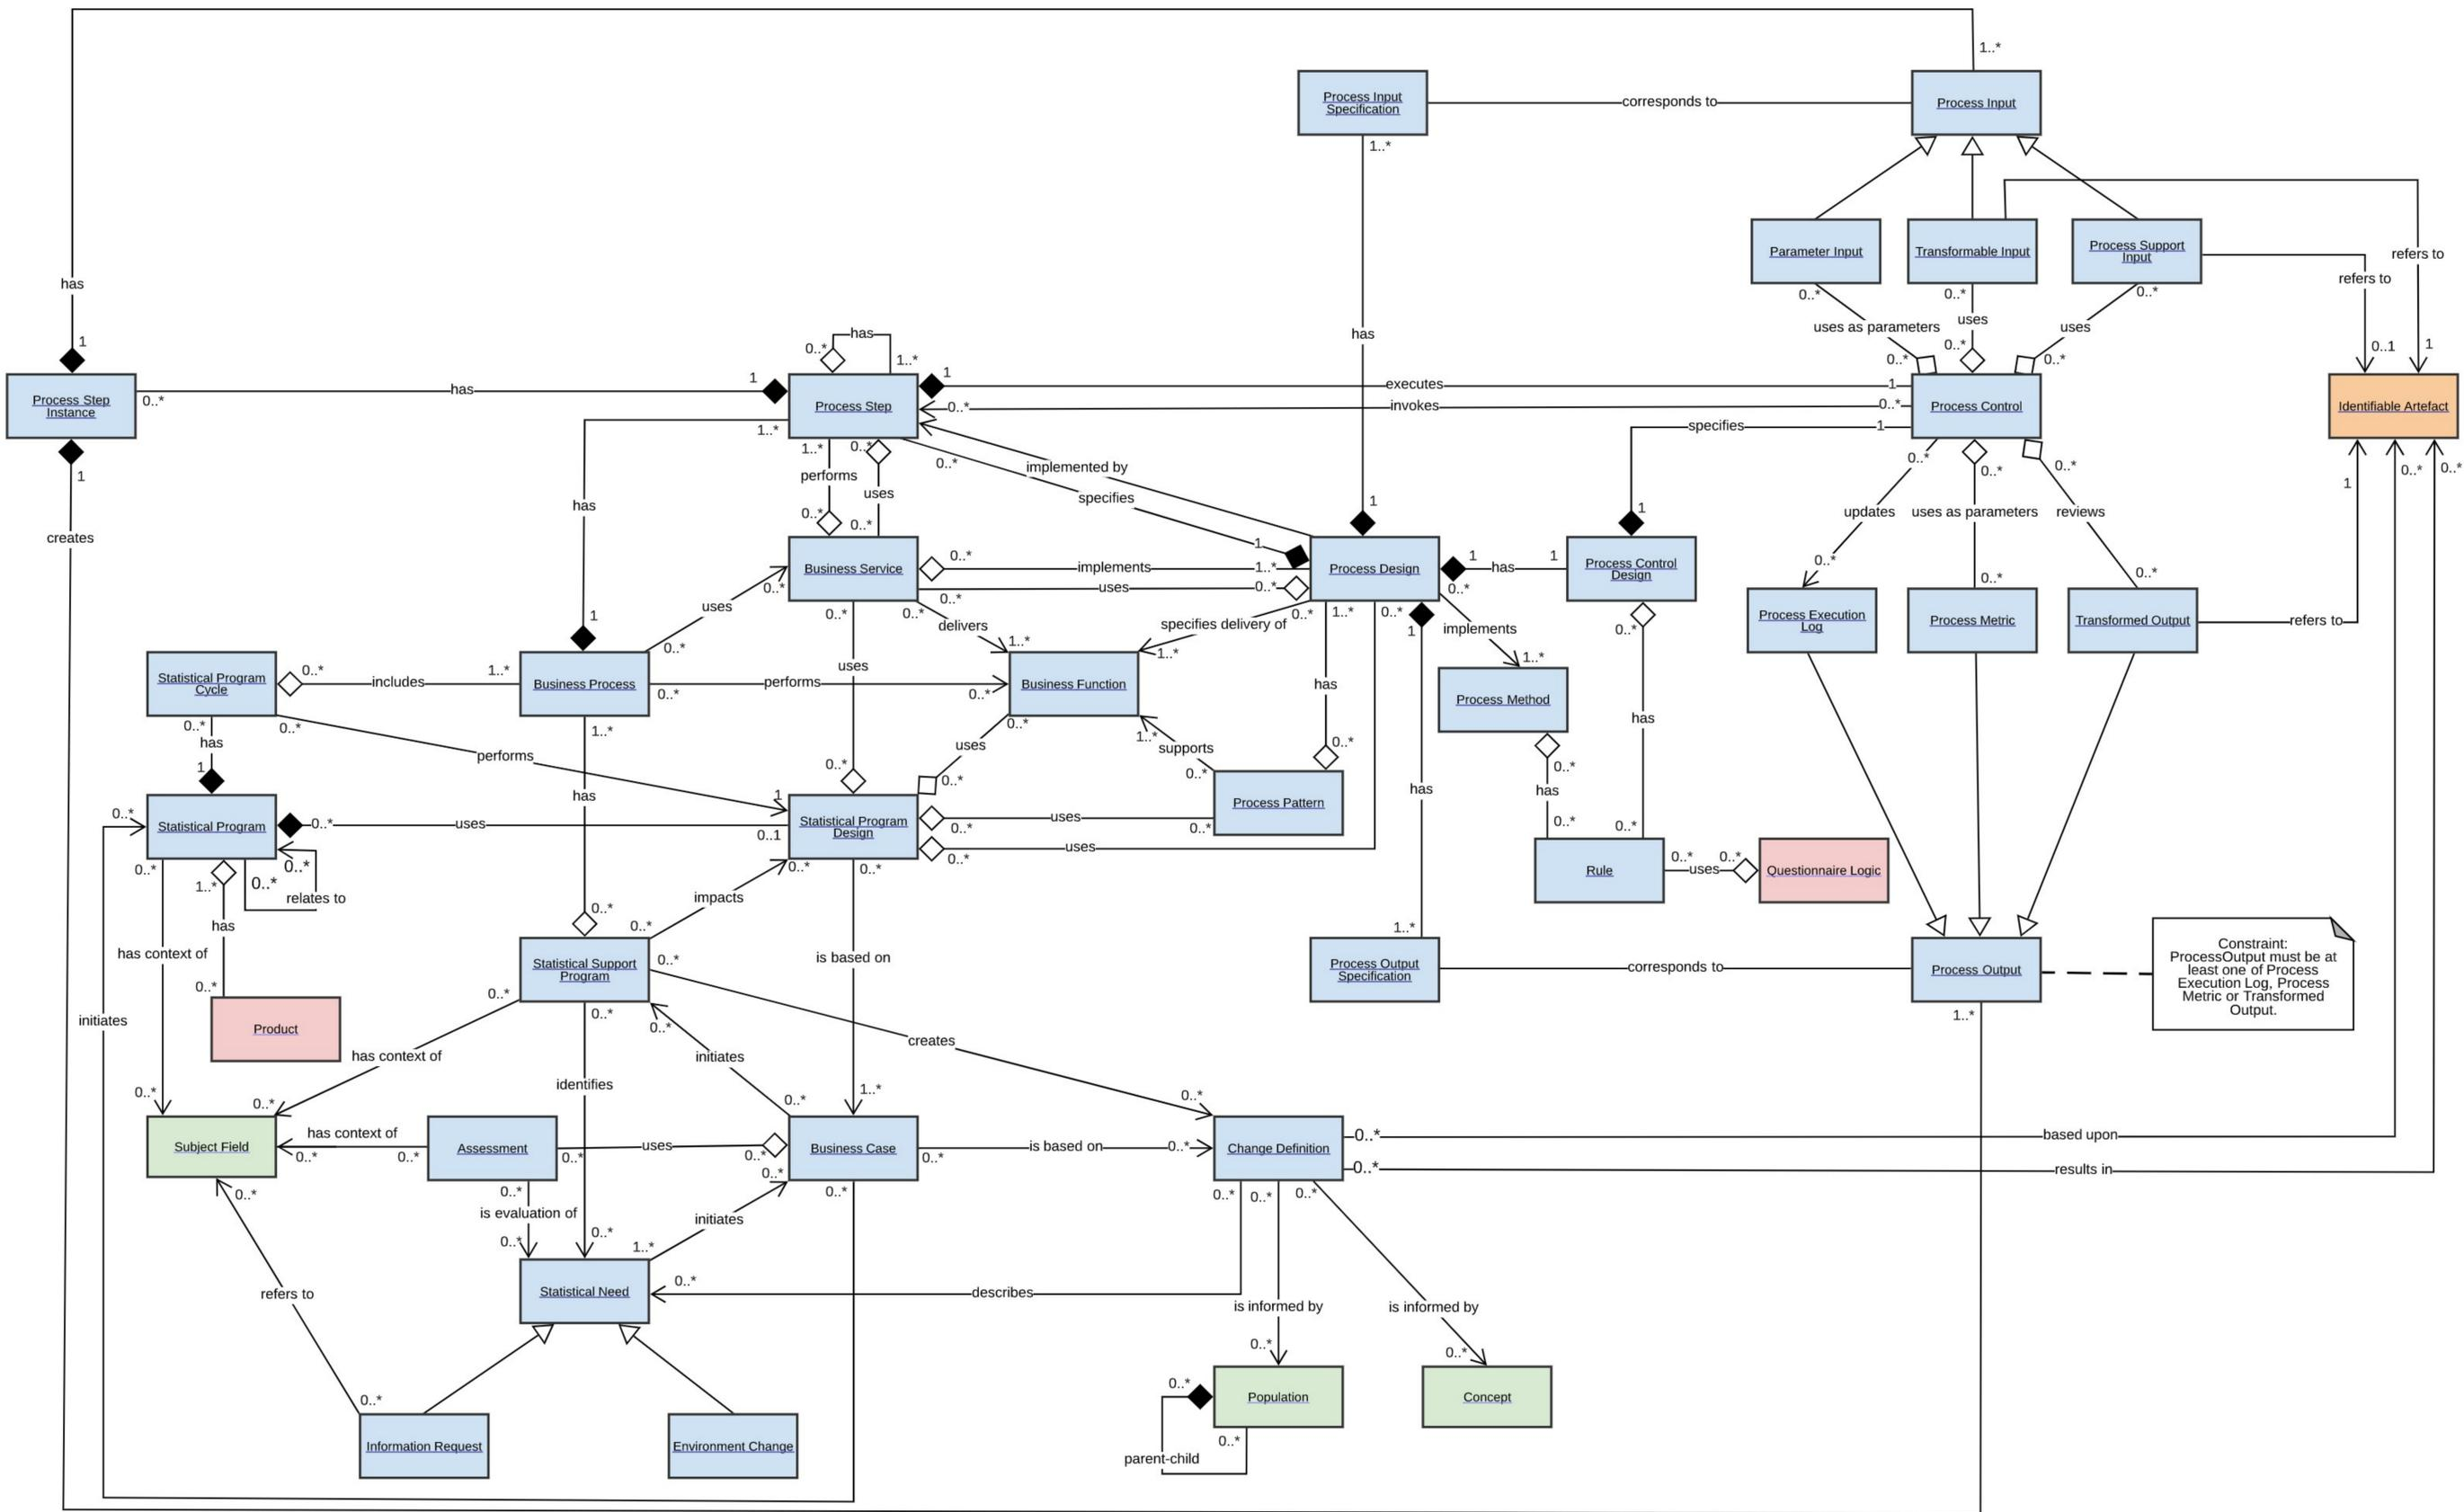 1..*
Process Input
Specification
corresponds to
Process Input
1..*
Parameter Input
Transformable Input
Process Support
Input
refers to
refers to
has
0..*
0..*
0..*
uses as parameters
uses
uses
has
has
1
0..*
1..*
0..*
0..*
0..*
0..1
1
Process Step
Instance
0..*
has
1
Process Step
1
executes
1
0..*
invokes
0..*
Process Control
Identifiable Artefact
1..*
1..*
0..*
0..*
implemented by
specifies
1
0..*
0..*
0..*
0..*
0..*
1
performs
uses
specifies
has
1
1
1
creates
0..*
0..*
updates
uses as parameters
reviews
Business Service
0..*
implements
1
1..*
Process Design
1
has
1
Process Control
Design
0..*
0..*
0..*
0..*
uses
0..*
0..*
1
uses
0..*
0..*
delivers
1..*
specifies delivery of
1..*
0..*
1..*
0..*
1
implements
1..*
0..*
Process Execution
Log
Process Metric
Transformed Output
refers to
0..*
uses
Statistical Program
Cycle
0..*
includes
1..*
Business Process
0..*
performs
0..*
Business Function
has
Process Method
has
0..*
0..*
1..*
0..*
1..*
0..*
has
performs
uses
supports
0..*
0..*
1
has
0..*
1
0..*
0..*
has
has
Statistical Program
0..*
0..*
uses
0..1
Statistical Program
Design
0..*
uses
0..*
Process Pattern
0..*
0..*
0..*
uses
0..*
0..*
1..*
0..*
0..*
relates to
0..*
0..*
Rule
0..*
uses
0..*
Questionnaire Logic
has
impacts
0..*
0..*
1..*
has context of
is based on
Statistical Support
Program
0..*
Process Output
Specification
corresponds to
Process Output
Constraint:
ProcessOutput must be at
least one of Process
Execution Log, Process
Metric or Transformed
Output.
0..*
0..*
Product
initiates
0..*
0..*
1..*
has context of
initiates
creates
identifies
0..*
0..*
0..*
1..*
0..*
Subject Field
has context of
0..*
0..*
Assessment
0..*
uses
0..*
Business Case
0..*
is based on
0..*
Change Definition
0..*
based upon
0..*
results in
0..*
0..*
0..*
0..*
0..*
0..*
0..*
is evaluation of
initiates
0..*
0..*
1..*
refers to
Statistical Need
0..*
describes
is informed by
is informed by
0..*
0..*
0..*
0..*
Population
Concept
Information Request
Environment Change
0..*
parent-child